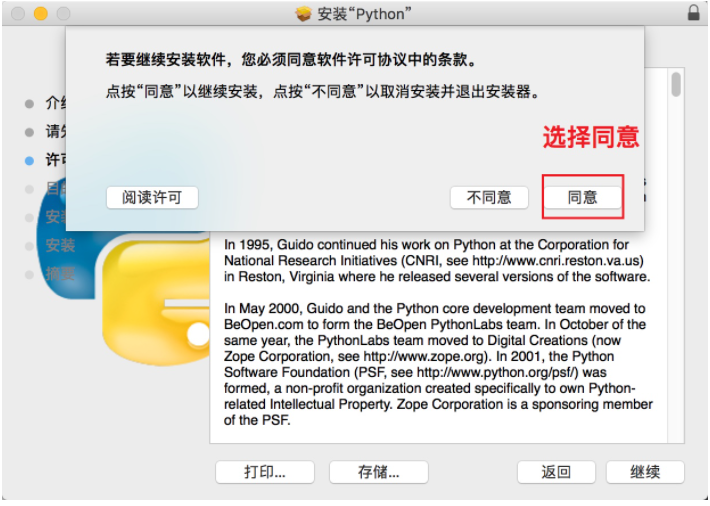 安装“Python”
若要继续安装软件，您必须同意软件许可协议中的条款。
点按“同意”以继续安装，点按“不同意”以取消安装并退出安装器。
选择同意
阅读许可
不同意
同意
介
请
许
安装
摘要
In 1995, Guido continued his work on Python at the Corporation for
National Research Initiatives (CNRI, see http://www.cnri.reston.va.us)
in Reston, Virginia where he released several versions of the software.
In May 2000, Guido and the Python core development team moved to
BeOpen.com to form the BeOpen PythonLabs team. In October of the
same year, the PythonLabs team moved to Digital Creations (now
Zope Corporation, see http://www.zope.org). In 2001, the Python
Software Foundation (PSF, see http://www.python.org/psf/) was
formed, a non-profit organization created specifically to own Python-
related Intellectual Property. Zope Corporation is a sponsoring member
of the PSF.
打印...
存储...
返回
继续